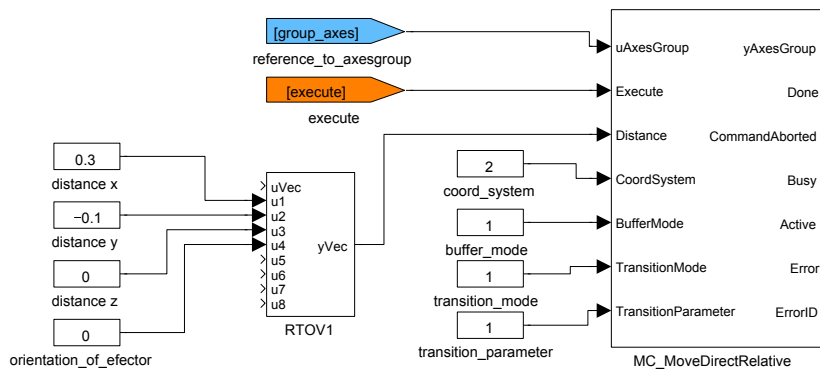 [group_axes]
reference_to_axesgroup
[execute]
execute
0.3
distance x
−0.1
distance y
0
distance z
0
orientation_of_efector
uVec
u1
u2
u3
u4
u5
u6
u7
u8
yVec
RTOV1
2
coord_system
1
buffer_mode
1
transition_mode
1
transition_parameter
uAxesGroup
yAxesGroup
Execute
Done
Distance
CommandAborted
CoordSystem
Busy
BufferMode
Active
TransitionMode
Error
TransitionParameter
ErrorID
MC_MoveDirectRelative